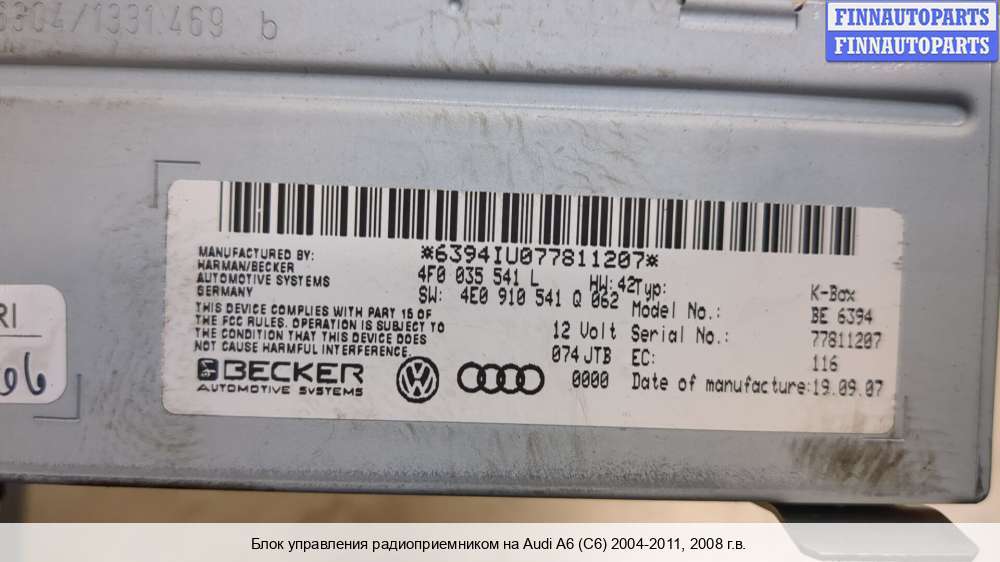 6304/1331.469 b
FINNAUTOPARTS
FINNAUTOPARTS
*6394IU077811207*
MANUFACTURED BY:
HARMAN/BECKER
AUTOMOTIVE SYSTEMS
GERMANY
4F0 035 541 L HW: 42
SW: 4E0 910 541 Q 062
THIS DEVICE COMPLIES WITH PART 15 OF
THE FCC RULES. OPERATION IS SUBJECT TO
THE CONDITION THAT THIS DEVICE DOES
NOT CAUSE HARMFUL INTERFERENCE.
12 Volt
074 JTB
0000
Typ: K-Box
Model No.: BE 6394
Serial No.: 77811207
EC: 116
Date of manufacture: 19.09.07
BECKER
AUTOMOTIVE SYSTEMS
RI
Блок управления радиоприемником на Audi A6 (C6) 2004-2011, 2008 г.в.